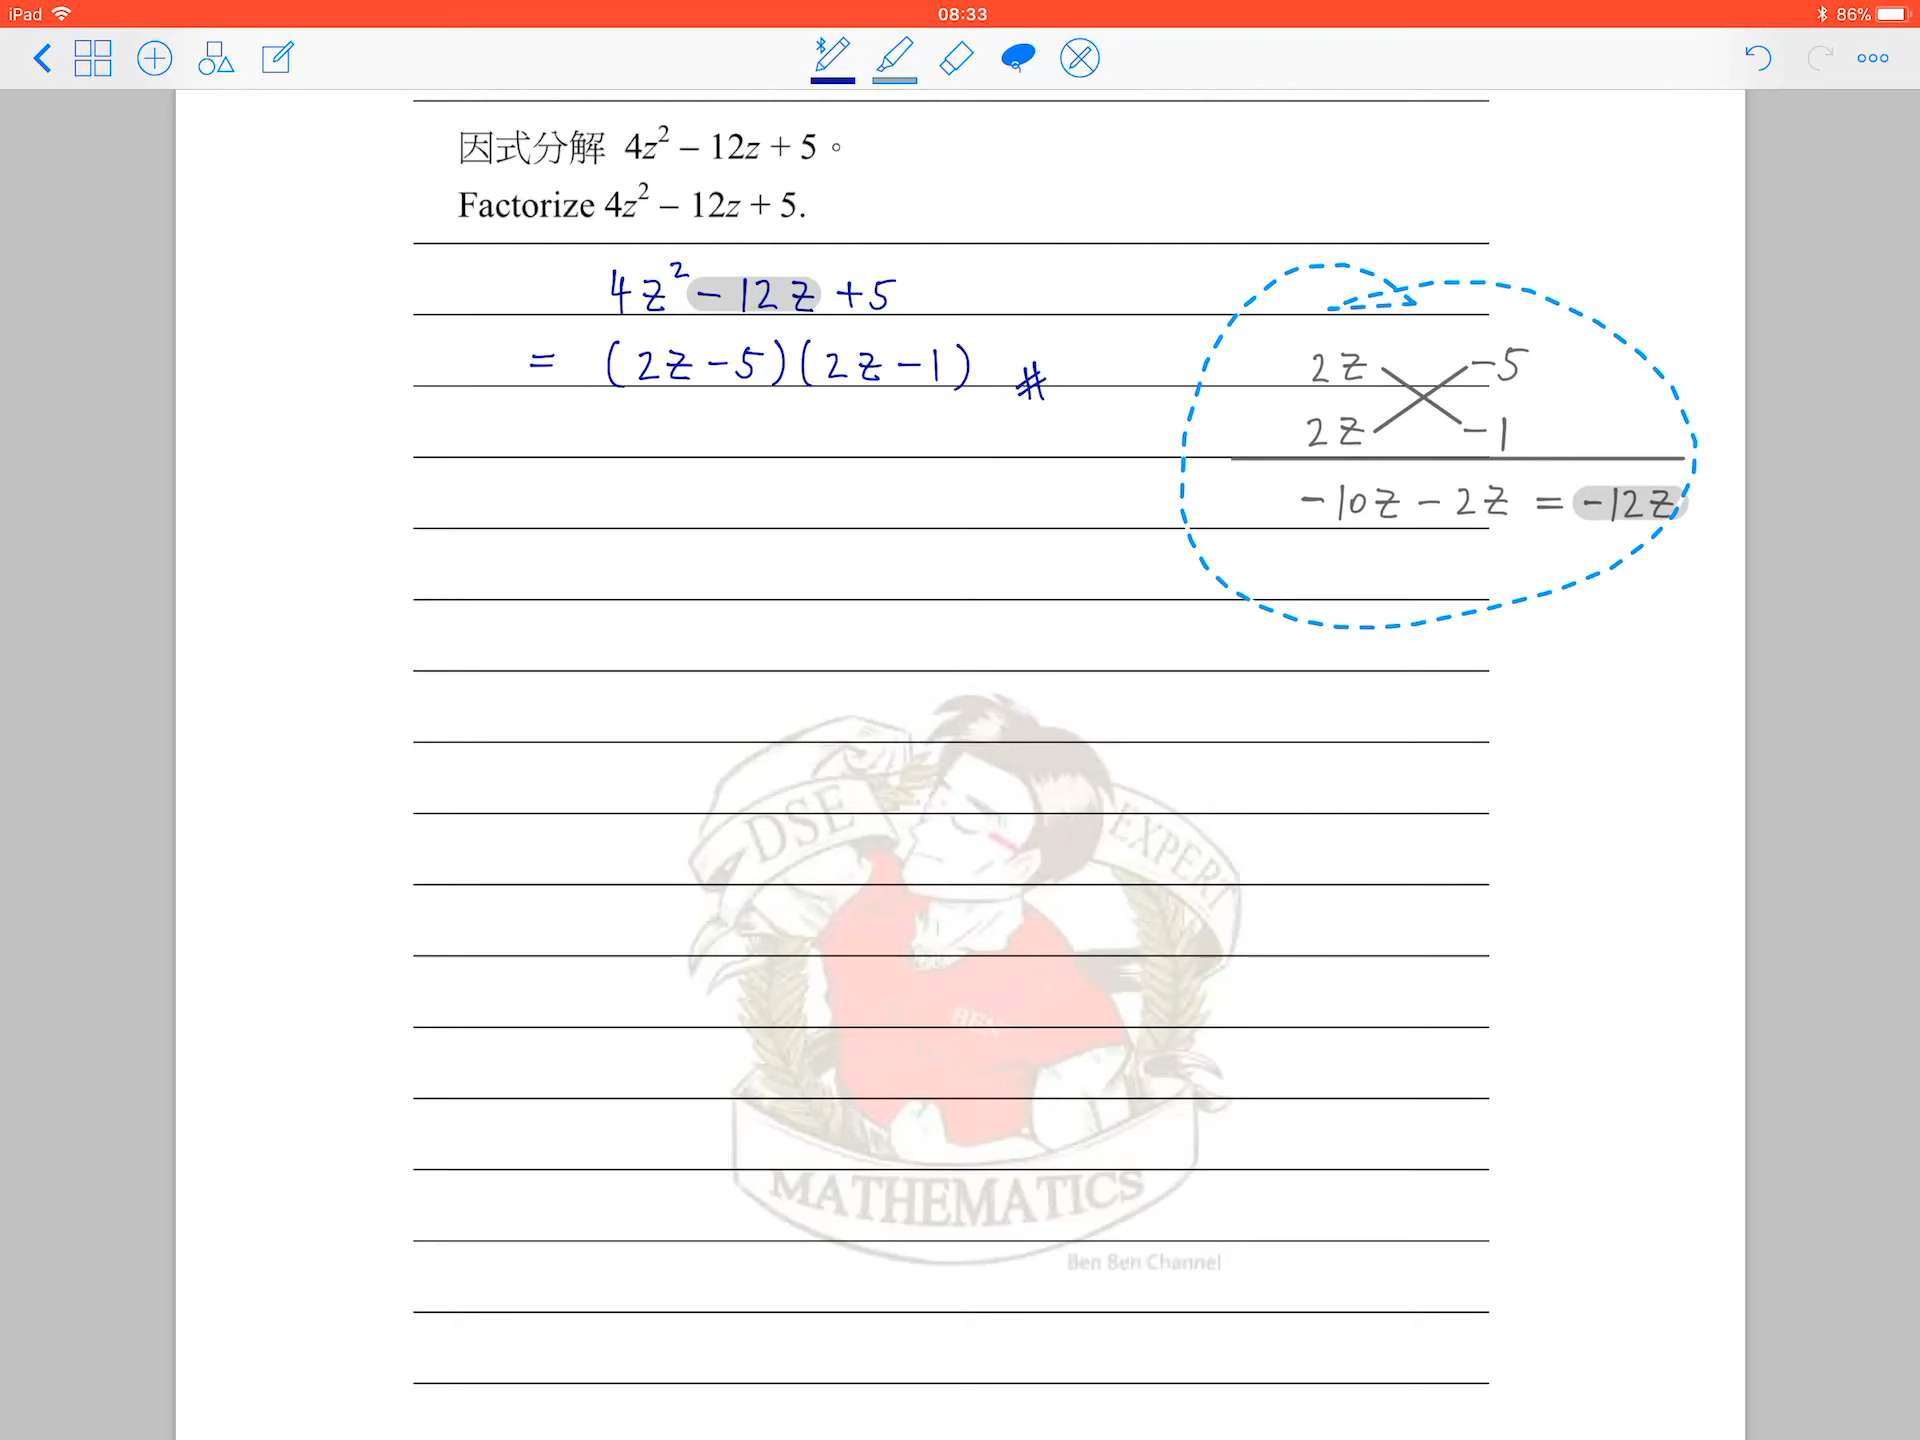 iPad 08:33 86%
因式分解 4z² − 12z + 5。
Factorize 4z² − 12z + 5.
4z² − 12z + 5
= (2z − 5)(2z − 1) #
2z −5
2z −1
−10z − 2z = −12z
DSE EXPERT
BEN
MATHEMATICS
Ben Ben Channel